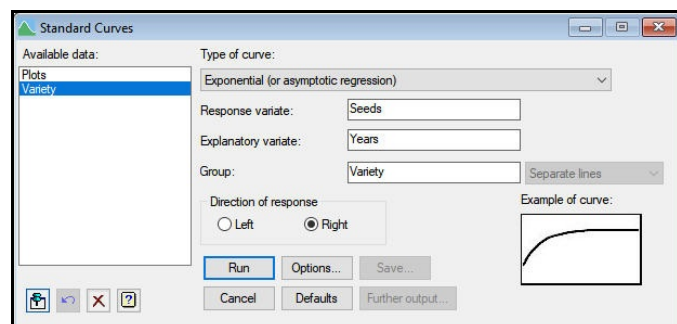 Standard Curves
Available data:
Plots
Variety
Type of curve:
Exponential (or asymptotic regression)
Response variate:
Seeds
Explanatory variate:
Years
Group:
Variety
Separate lines
Direction of response
Left
Right
Example of curve:
Run
Options...
Save...
Cancel
Defaults
Further output...